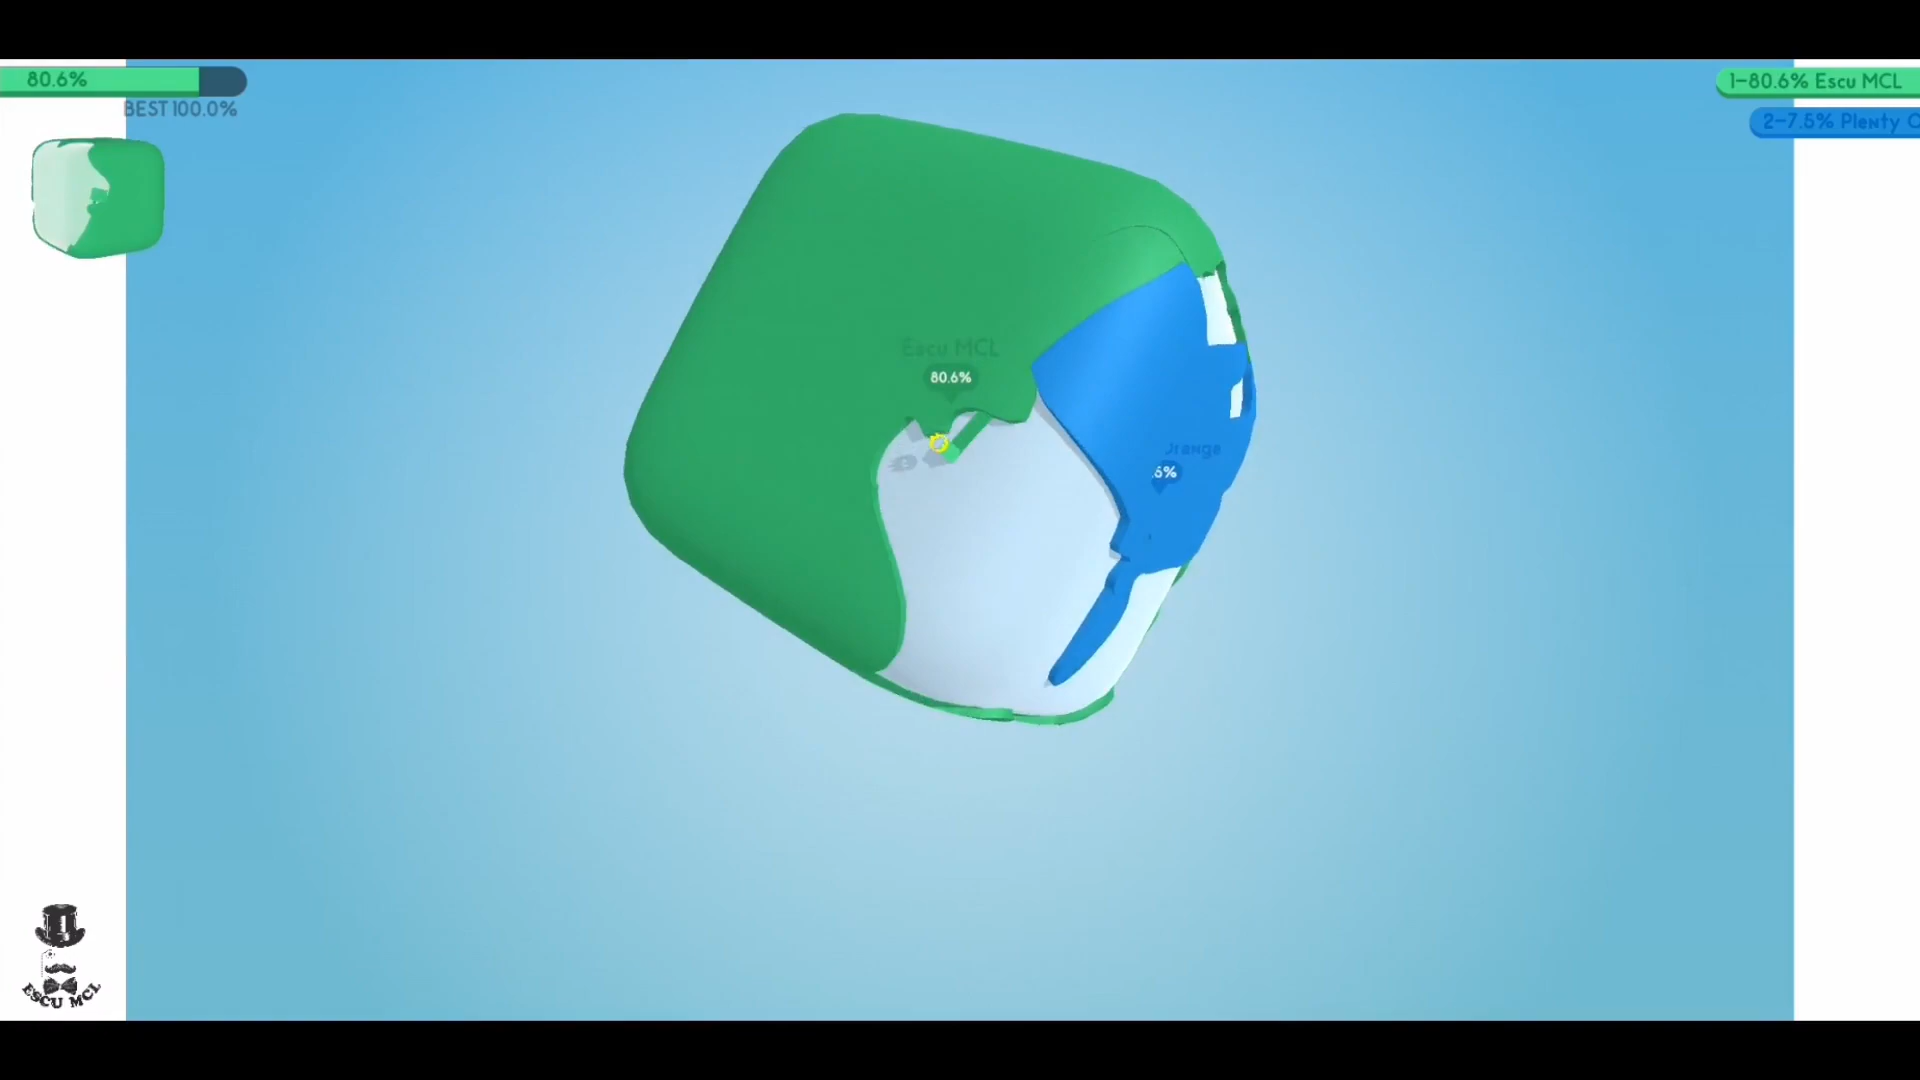 80.6%
BEST 100.0%
1-80.6% Escu MCL
2-7.5% Plenty
Escu MCL
80.6%
.5%
ESCU MCL